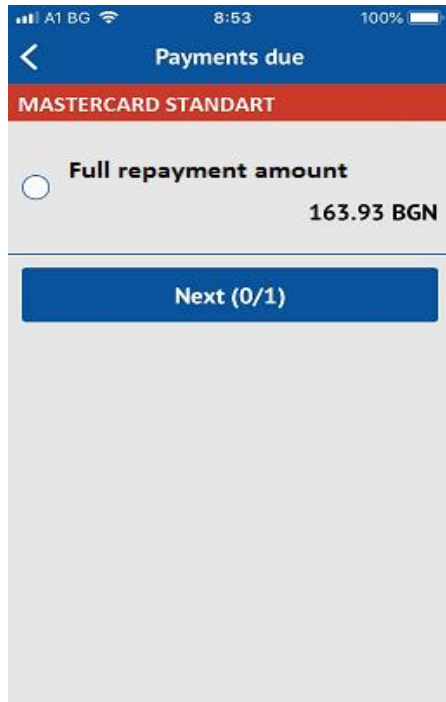 A1 BG 8:53 100%
Payments due
MASTERCARD STANDART
Full repayment amount
163.93 BGN
Next (0/1)